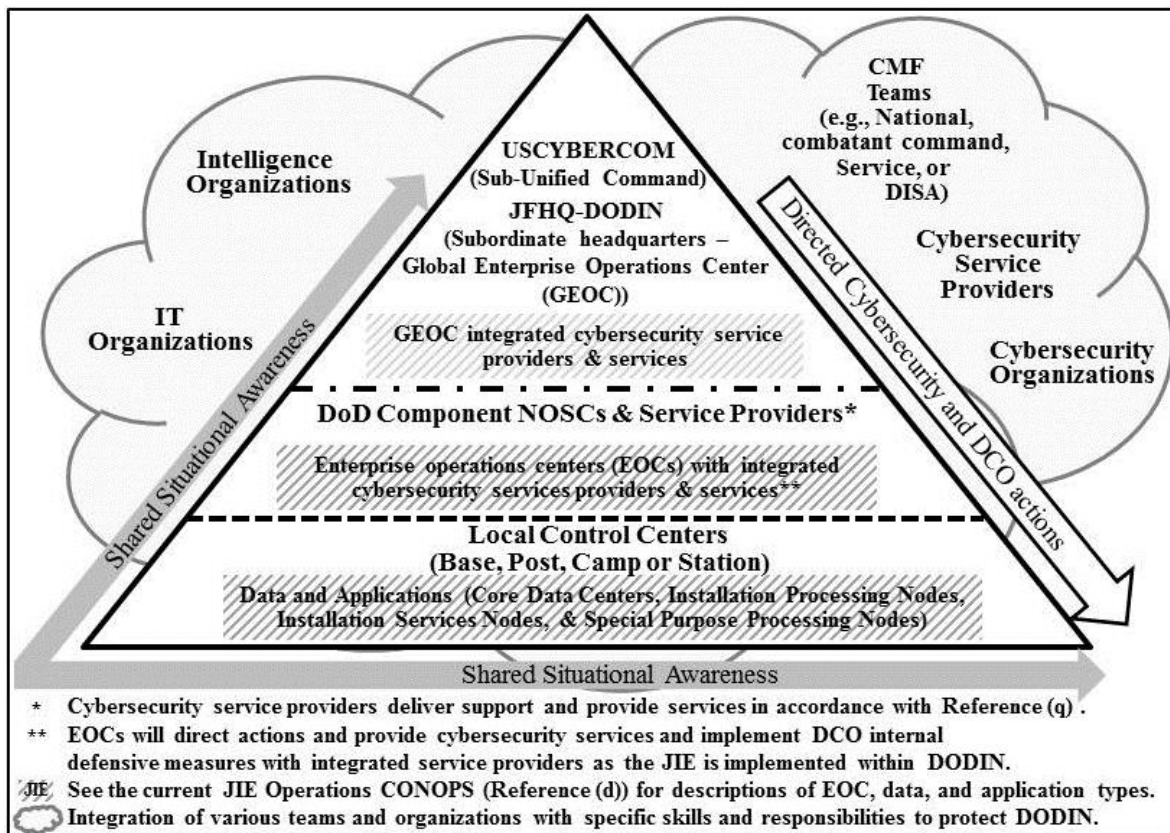 CMF
Teams
(e.g., National,
combatant command,
Service, or
DISA)
Intelligence
Organizations
USCYBERCOM
(Sub-Unified Command)
JFHQ-DODIN
(Subordinate headquarters –
Global Enterprise Operations Center
(GEOC))
Cybersecurity
Service
Providers
IT
Organizations
GEOC integrated cybersecurity service
providers & services
Cybersecurity
Organizations
Shared Situational Awareness
Directed Cybersecurity and DCO actions
DoD Component NOSCs & Service Providers*
Enterprise operations centers (EOCs) with integrated
cybersecurity services providers & services**
Local Control Centers
(Base, Post, Camp or Station)
Data and Applications (Core Data Centers, Installation Processing Nodes,
Installation Services Nodes, & Special Purpose Processing Nodes)
Shared Situational Awareness
* Cybersecurity service providers deliver support and provide services in accordance with Reference (q) .
** EOCs will direct actions and provide cybersecurity services and implement DCO internal
defensive measures with integrated service providers as the JIE is implemented within DODIN.
JIE See the current JIE Operations CONOPS (Reference (d)) for descriptions of EOC, data, and application types.
Integration of various teams and organizations with specific skills and responsibilities to protect DODIN.